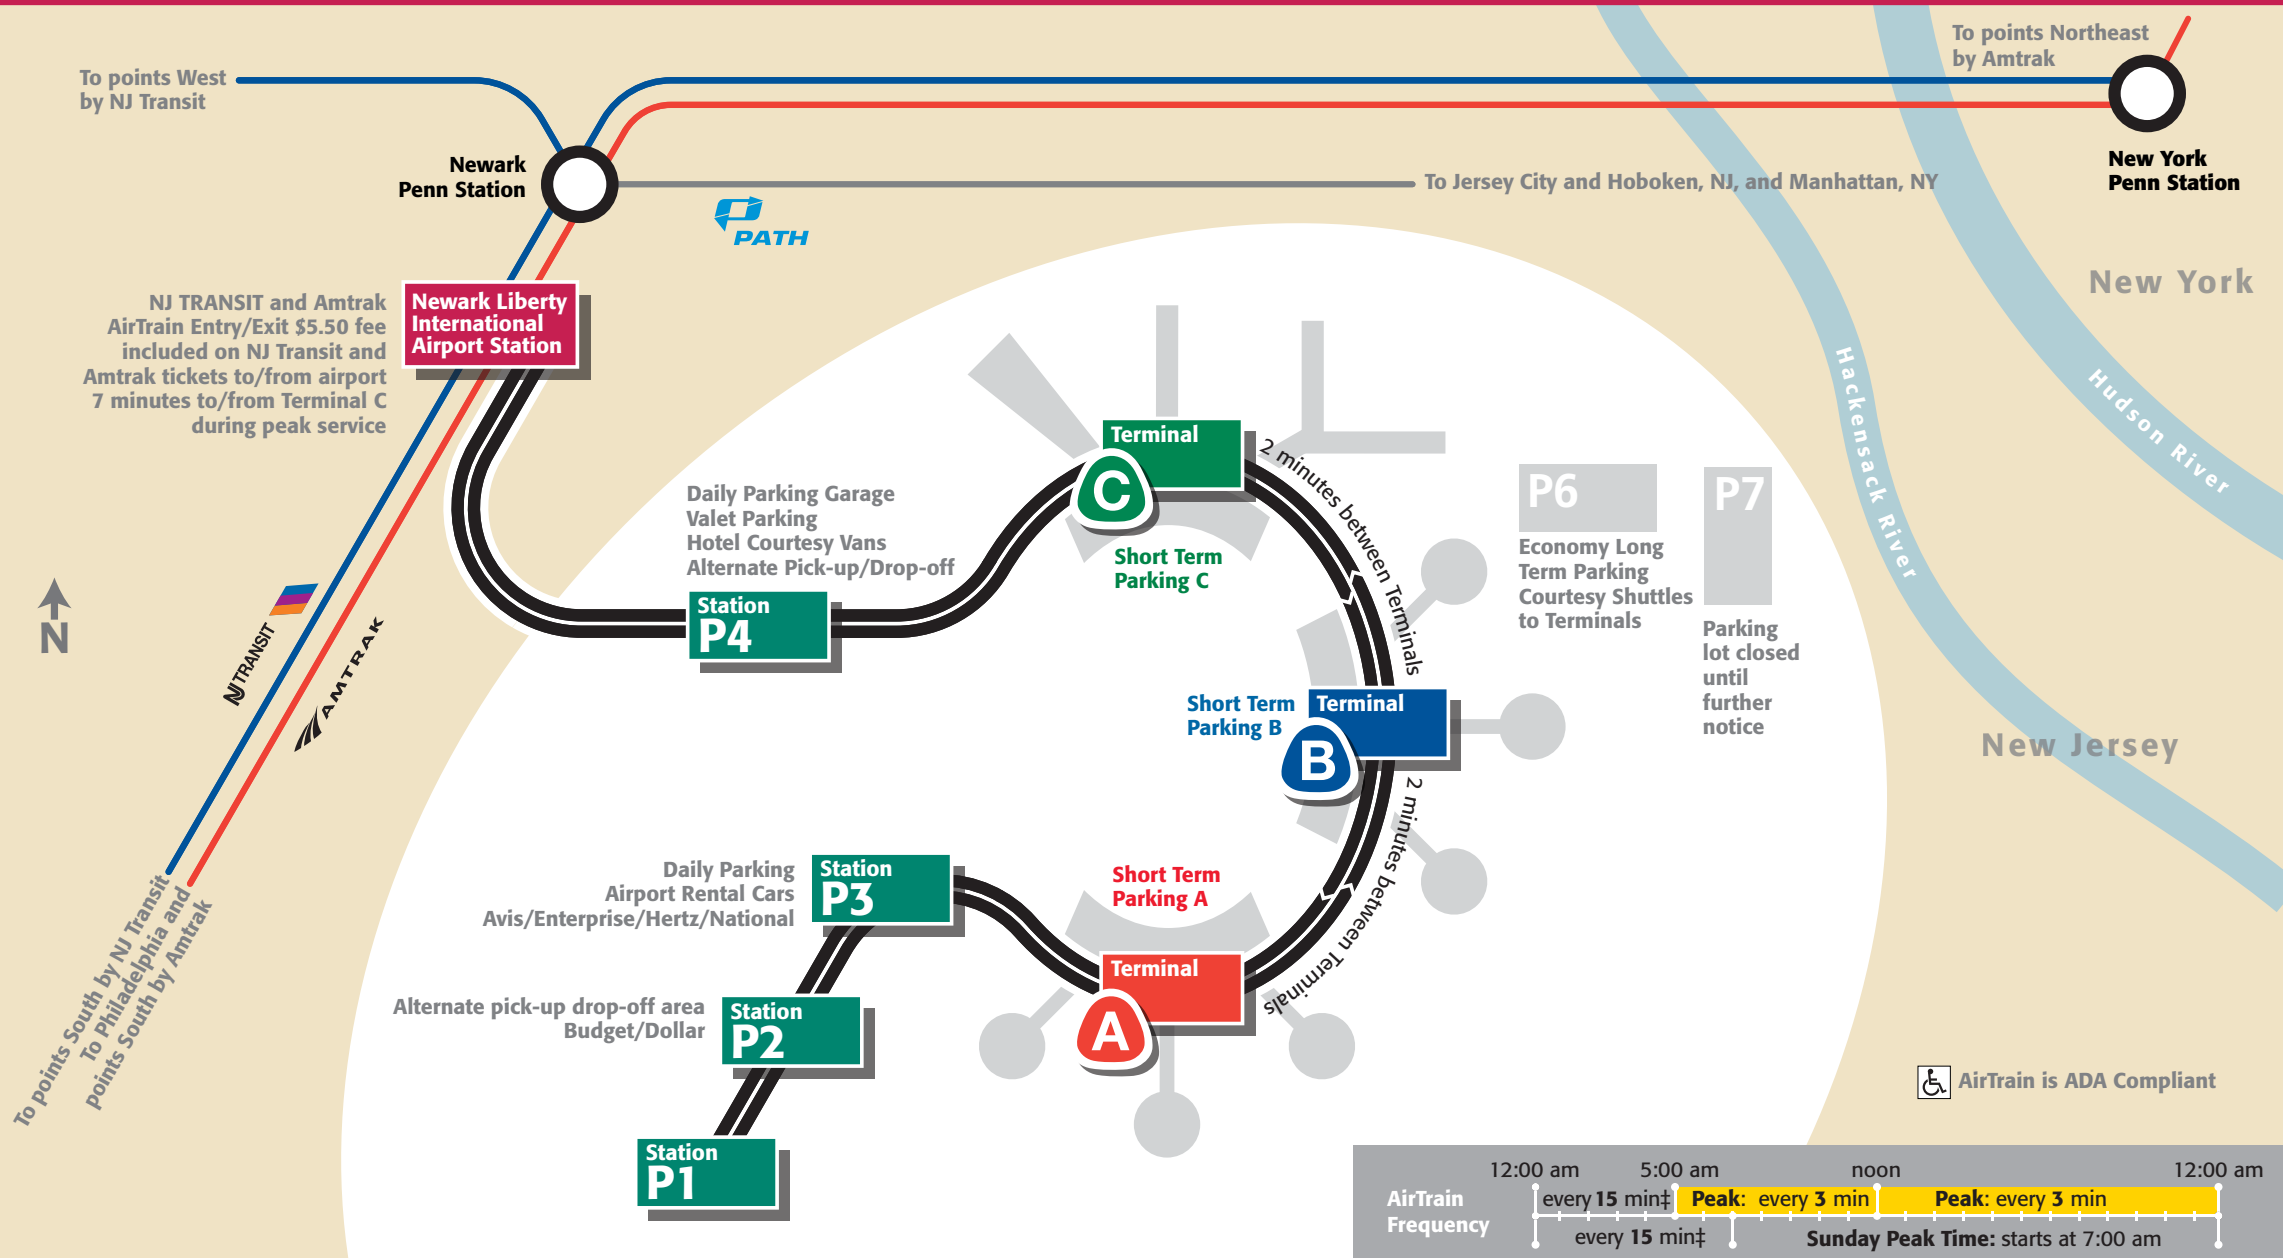 To points West
by NJ Transit
To points Northeast
by Amtrak
Newark
Penn Station
PATH
To Jersey City and Hoboken, NJ, and Manhattan, NY
New York
Penn Station
New York
NJ TRANSIT and Amtrak
AirTrain Entry/Exit $5.50 fee
included on NJ Transit and
Amtrak tickets to/from airport
7 minutes to/from Terminal C
during peak service
Newark Liberty
International
Airport Station
Hackensack River
Hudson River
Terminal
C
Short Term
Parking C
2 minutes between Terminals
Daily Parking Garage
Valet Parking
Hotel Courtesy Vans
Alternate Pick-up/Drop-off
Station
P4
P6
Economy Long
Term Parking
Courtesy Shuttles
to Terminals
P7
Parking
lot closed
until
further
notice
N
NJ TRANSIT
AMTRAK
Short Term
Parking B
Terminal
B
New Jersey
2 minutes between Terminals
Daily Parking
Airport Rental Cars
Avis/Enterprise/Hertz/National
Station
P3
Short Term
Parking A
Terminal
A
To points South by NJ Transit
To Philadelphia and
points South by Amtrak
Alternate pick-up drop-off area
Budget/Dollar
Station
P2
Station
P1
AirTrain is ADA Compliant
12:00 am 5:00 am noon 12:00 am
AirTrain
Frequency
every 15 min‡ Peak: every 3 min Peak: every 3 min
every 15 min‡ Sunday Peak Time: starts at 7:00 am